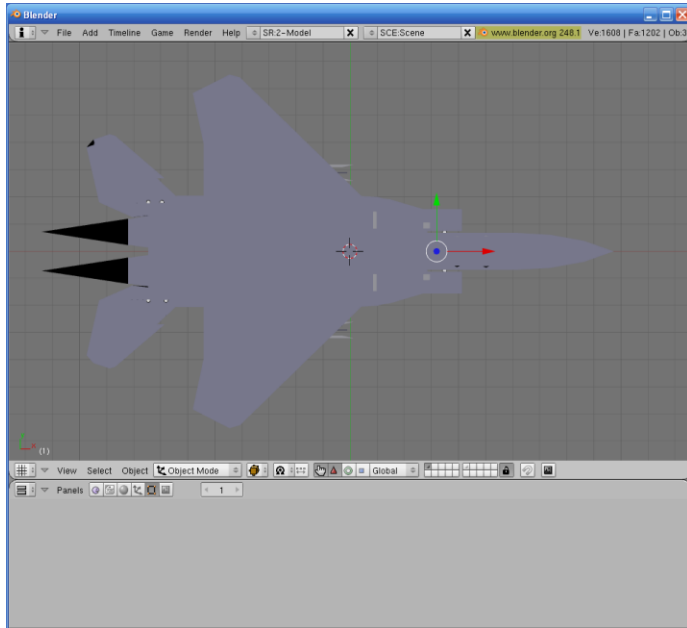 Blender
File Add Timeline Game Render Help SR:2-Model SCE:Scene www.blender.org 248.1 Ve:1608 | Fa:1202 | Ob:3
(1)
View Select Object Object Mode Global
Panels 1